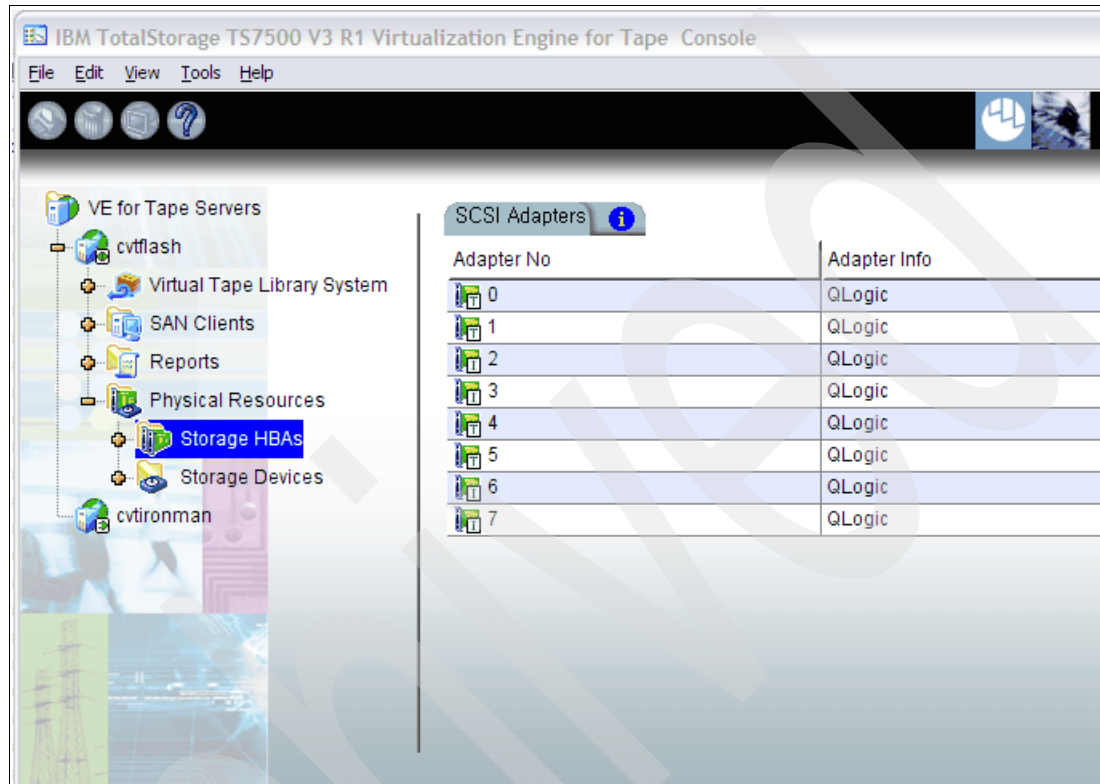 IBM TotalStorage TS7500 V3 R1 Virtualization Engine for Tape Console
File Edit View Tools Help
VE for Tape Servers
cvtflash
Virtual Tape Library System
SAN Clients
Reports
Physical Resources
Storage HBAs
Storage Devices
cvtironman
SCSI Adapters
Adapter No Adapter Info
0 QLogic
1 QLogic
2 QLogic
3 QLogic
4 QLogic
5 QLogic
6 QLogic
7 QLogic